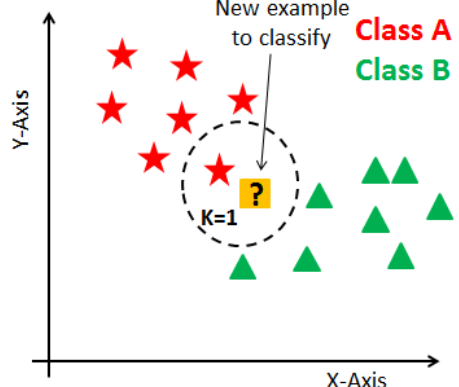 New example
to classify
Class A
Class B
Y-Axis
?
K=1
X-Axis